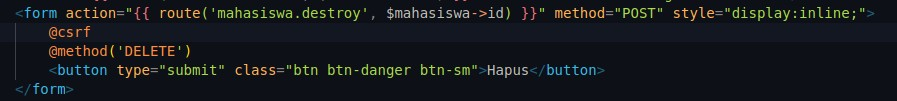 <form action="{{ route('mahasiswa.destroy', $mahasiswa->id) }}" method="POST" style="display:inline;">
@csrf
@method('DELETE')
<button type="submit" class="btn btn-danger btn-sm">Hapus</button>
</form>